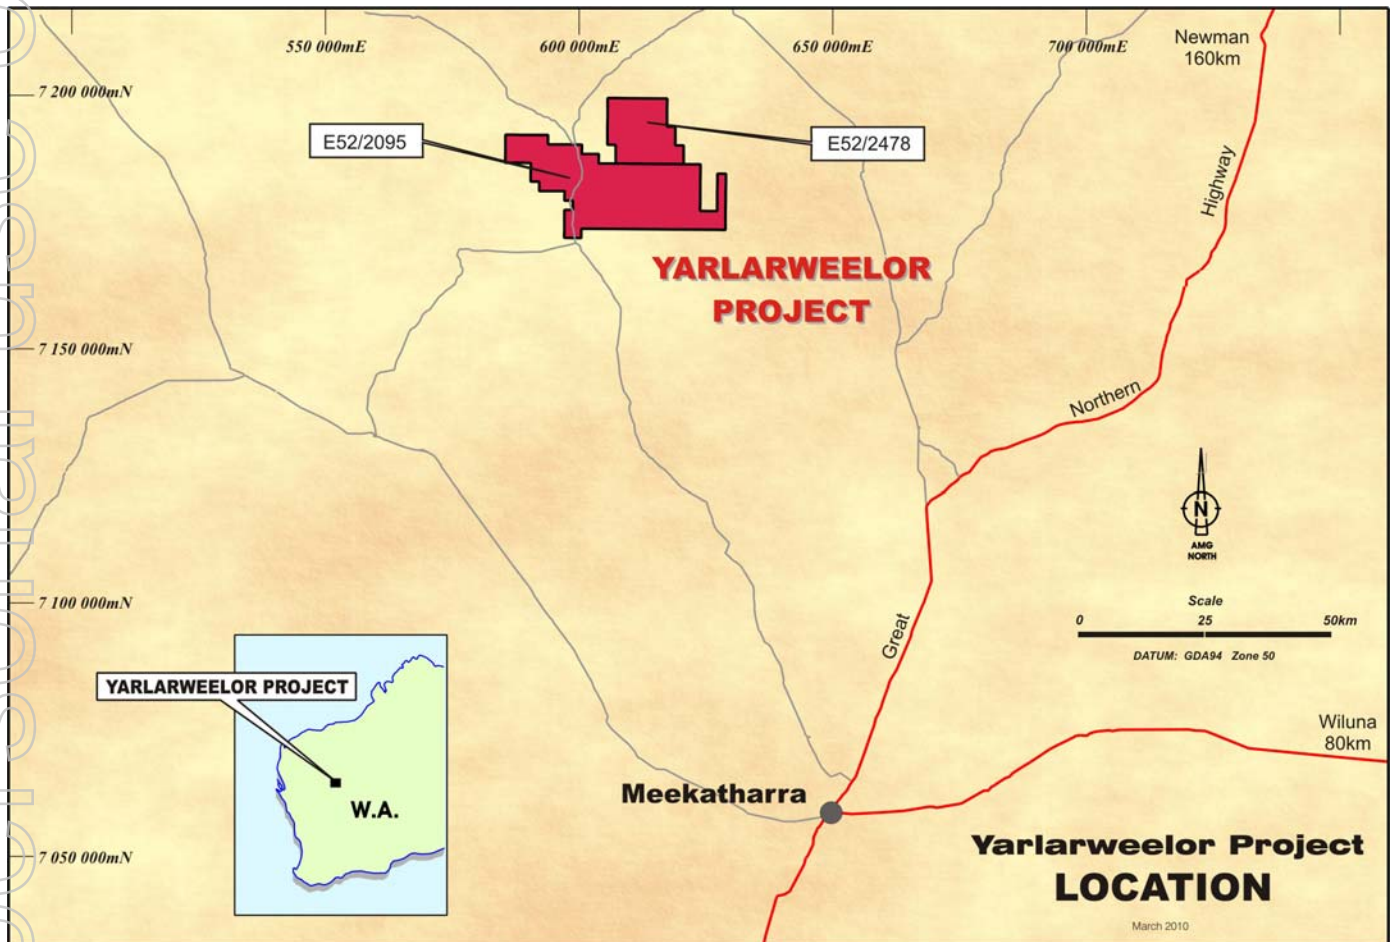 550 000mE
600 000mE
650 000mE
700 000mE
Newman
160km
7 200 000mN
E52/2095
E52/2478
Highway
YARLARWEELOR
PROJECT
7 150 000mN
Northern
N
AMG
NORTH
7 100 000mN
Scale
0 25 50km
DATUM: GDA94 Zone 50
Great
YARLARWEELOR PROJECT
Wiluna
80km
W.A.
Meekatharra
7 050 000mN
Yarlarweelor Project
LOCATION
March 2010